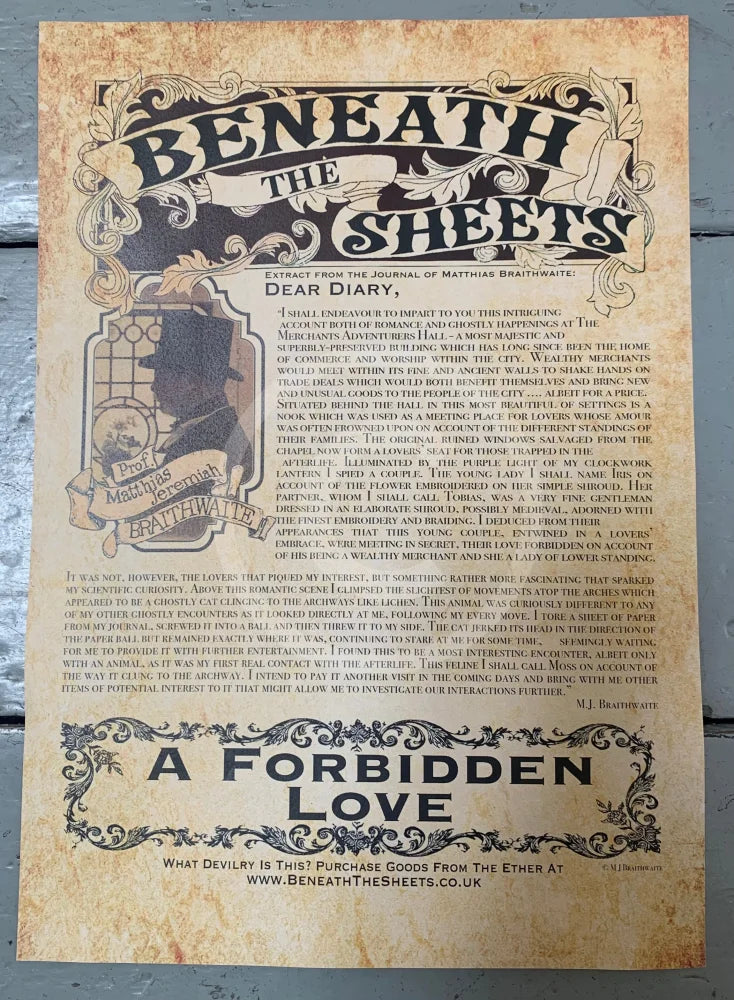 BENEATH
THE
SHEETS
EXTRACT FROM THE JOURNAL OF MATTHIAS BRAITHWAITE:
DEAR DIARY,
"I SHALL ENDEAVOUR TO IMPART TO YOU THIS INTRIGUING
ACCOUNT BOTH OF ROMANCE AND GHOSTLY HAPPENINGS AT THE
MERCHANTS ADVENTURERS HALL - A MOST MAJESTIC AND
SUPERBLY-PRESERVED BUILDING WHICH HAS LONG SINCE BEEN THE HOME
OF COMMERCE AND WORSHIP WITHIN THE CITY. WEALTHY MERCHANTS
WOULD MEET WITHIN ITS FINE AND ANCIENT WALLS TO SHAKE HANDS ON
TRADE DEALS WHICH WOULD BOTH BENEFIT THEMSELVES AND BRING NEW
AND UNUSUAL GOODS TO THE PEOPLE OF THE CITY .... ALBEIT FOR A PRICE.
SITUATED BEHIND THE HALL IN THIS MOST BEAUTIFUL OF SETTINGS IS A
NOOK WHICH WAS USED AS A MEETING PLACE FOR LOVERS WHOSE AMOUR
WAS OFTEN FROWNED UPON ON ACCOUNT OF THE DIFFERENT STANDINGS OF
THEIR FAMILIES. THE ORIGINAL RUINED WINDOWS SALVAGED FROM THE
CHAPEL NOW FORM A LOVERS' SEAT FOR THOSE TRAPPED IN THE
AFTERLIFE. ILLUMINATED BY THE PURPLE LIGHT OF MY CLOCKWORK
LANTERN I SPIED A COUPLE. THE YOUNG LADY I SHALL NAME IRIS ON
ACCOUNT OF THE FLOWER EMBROIDERED ON HER SIMPLE SHROUD. HER
PARTNER, WHOM I SHALL CALL TOBIAS, WAS A VERY FINE GENTLEMAN
DRESSED IN AN ELABORATE SHROUD, POSSIBLY MEDIEVAL, ADORNED WITH
THE FINEST EMBROIDERY AND BRAIDING. I DEDUCED FROM THEIR
APPEARANCES THAT THIS YOUNG COUPLE, ENTWINED IN A LOVERS'
EMBRACE, WERE MEETING IN SECRET, THEIR LOVE FORBIDDEN ON ACCOUNT
OF HIS BEING A WEALTHY MERCHANT AND SHE A LADY OF LOWER STANDING.
Prof.
Matthias
Jeremiah
BRAITHWAITE
IT WAS NOT, HOWEVER, THE LOVERS THAT PIQUED MY INTEREST, BUT SOMETHING RATHER MORE FASCINATING THAT SPARKED
MY SCIENTIFIC CURIOSITY. ABOVE THIS ROMANTIC SCENE I GLIMPSED THE SLIGHTEST OF MOVEMENTS ATOP THE ARCHES WHICH
APPEARED TO BE A GHOSTLY CAT CLINGING TO THE ARCHWAYS LIKE LICHEN. THIS ANIMAL WAS CURIOUSLY DIFFERENT TO ANY
OF MY OTHER GHOSTLY ENCOUNTERS AS IT LOOKED DIRECTLY AT ME, FOLLOWING MY EVERY MOVE. I TORE A SHEET OF PAPER
FROM MY JOURNAL, SCREWED IT INTO A BALL AND THEN THREW IT TO MY SIDE. THE CAT JERKED ITS HEAD IN THE DIRECTION OF
THE PAPER BALL BUT REMAINED EXACTLY WHERE IT WAS, CONTINUING TO STARE AT ME FOR SOME TIME, SEEMINGLY WAITING
FOR ME TO PROVIDE IT WITH FURTHER ENTERTAINMENT. I FOUND THIS TO BE A MOST INTERESTING ENCOUNTER, ALBEIT ONLY
WITH AN ANIMAL, AS IT WAS MY FIRST REAL CONTACT WITH THE AFTERLIFE. THIS FELINE I SHALL CALL MOSS ON ACCOUNT OF
THE WAY IT CLUNG TO THE ARCHWAY. I INTEND TO PAY IT ANOTHER VISIT IN THE COMING DAYS AND BRING WITH ME OTHER
ITEMS OF POTENTIAL INTEREST TO IT THAT MIGHT ALLOW ME TO INVESTIGATE OUR INTERACTIONS FURTHER."
M.J. BRAITHWAITE
A FORBIDDEN
LOVE
WHAT DEVILRY IS THIS? PURCHASE GOODS FROM THE ETHER AT
WWW.BENEATHTHESHEETS.CO.UK
© M J BRAITHWAITE